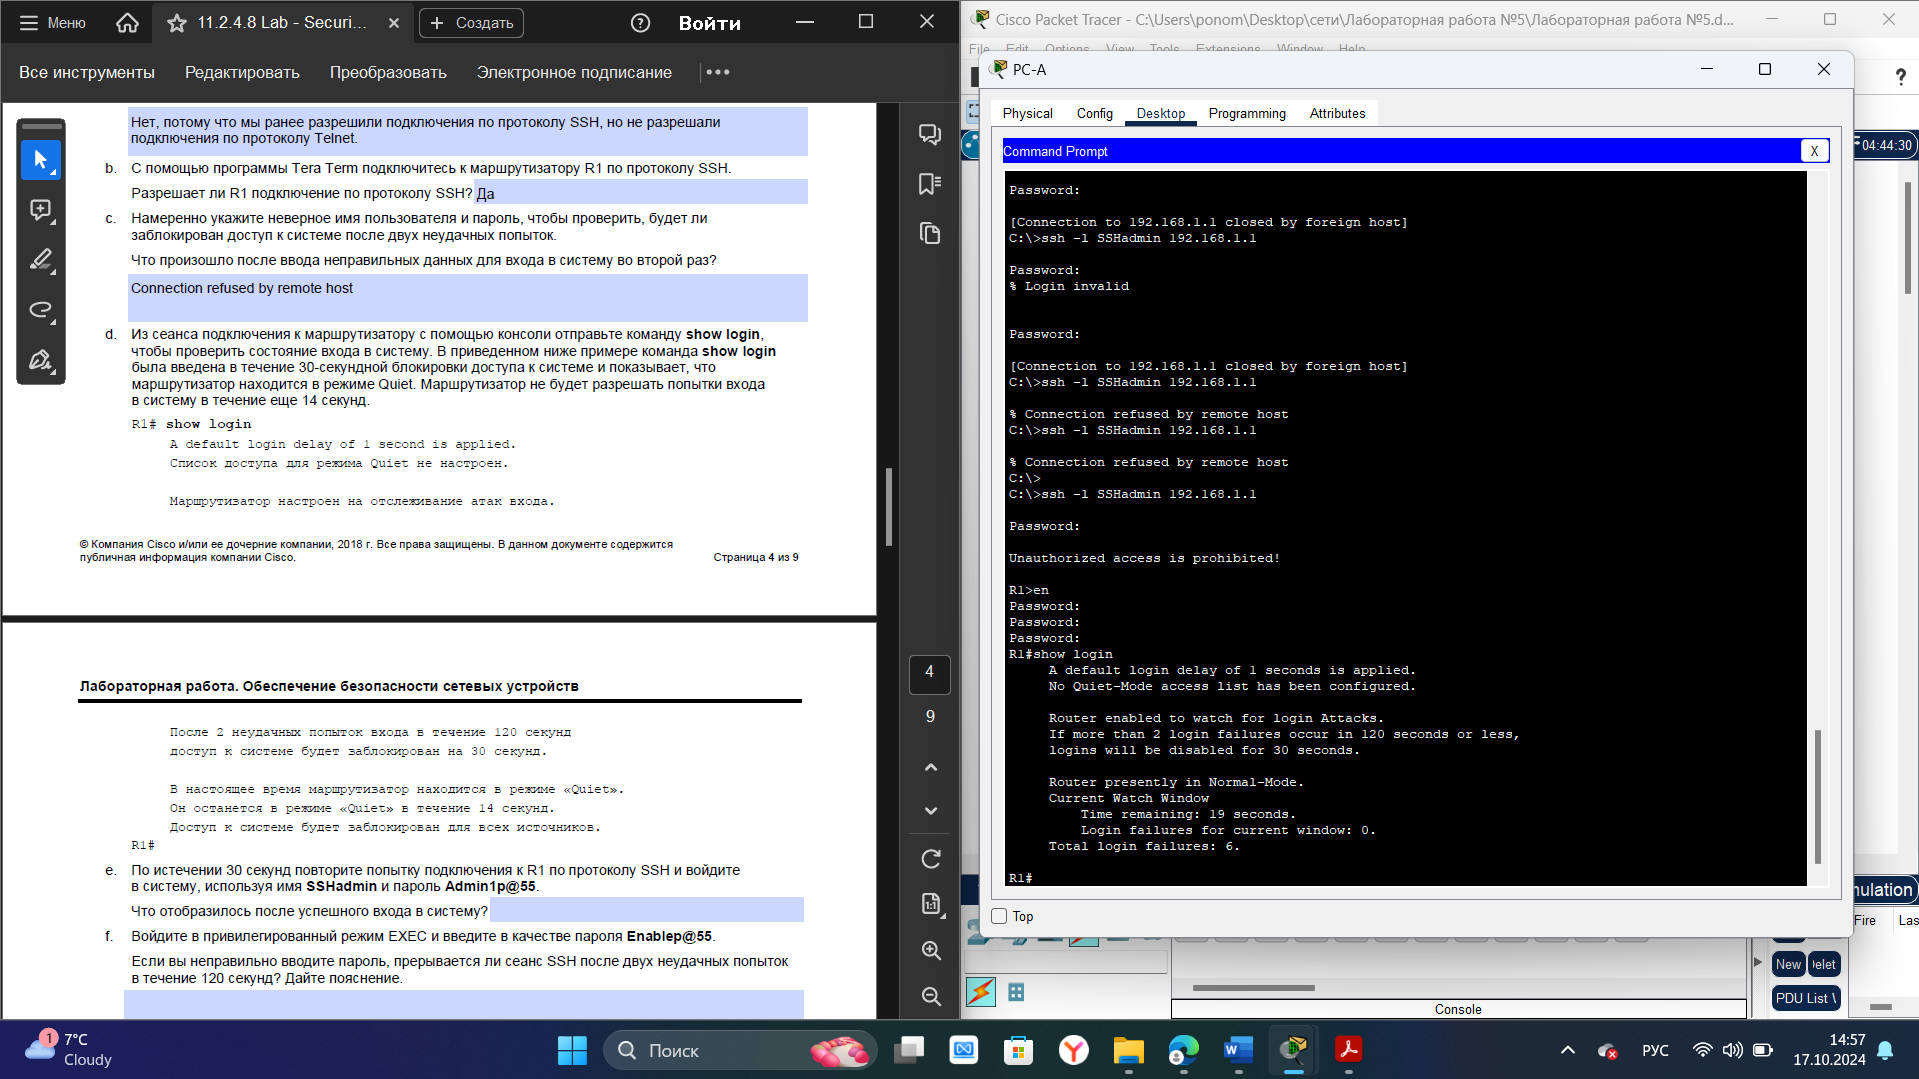 Меню
11.2.4.8 Lab - Securi...
Создать
Войти
Все инструменты
Редактировать
Преобразовать
Электронное подписание
Нет, потому что мы ранее разрешили подключения по протоколу SSH, но не разрешали
подключения по протоколу Telnet.
b. С помощью программы Tera Term подключитесь к маршрутизатору R1 по протоколу SSH.
Разрешает ли R1 подключение по протоколу SSH? Да
c. Намеренно укажите неверное имя пользователя и пароль, чтобы проверить, будет ли
заблокирован доступ к системе после двух неудачных попыток.
Что произошло после ввода неправильных данных для входа в систему во второй раз?
Connection refused by remote host
d. Из сеанса подключения к маршрутизатору с помощью консоли отправьте команду show login,
чтобы проверить состояние входа в систему. В приведенном ниже примере команда show login
была введена в течение 30-секундной блокировки доступа к системе и показывает, что
маршрутизатор находится в режиме Quiet. Маршрутизатор не будет разрешать попытки входа
в систему в течение еще 14 секунд.
R1# show login
A default login delay of 1 second is applied.
Список доступа для режима Quiet не настроен.
Маршрутизатор настроен на отслеживание атак входа.
© Компания Cisco и/или ее дочерние компании, 2018 г. Все права защищены. В данном документе содержится
публичная информация компании Cisco.
Страница 4 из 9
Лабораторная работа. Обеспечение безопасности сетевых устройств
После 2 неудачных попыток входа в течение 120 секунд
доступ к системе будет заблокирован на 30 секунд.
В настоящее время маршрутизатор находится в режиме «Quiet».
Он останется в режиме «Quiet» в течение 14 секунд.
Доступ к системе будет заблокирован для всех источников.
R1#
e. По истечении 30 секунд повторите попытку подключения к R1 по протоколу SSH и войдите
в систему, используя имя SSHadmin и пароль Admin1p@55.
Что отобразилось после успешного входа в систему?
f. Войдите в привилегированный режим EXEC и введите в качестве пароля Enablep@55.
Если вы неправильно вводите пароль, прерывается ли сеанс SSH после двух неудачных попыток
в течение 120 секунд? Дайте пояснение.
4
9
1:1
Cisco Packet Tracer - C:\Users\ponom\Desktop\сети\Лабораторная работа №5\Лабораторная работа №5.d...
File Edit Options View Tools Extensions Window Help
PC-A
Physical Config Desktop Programming Attributes
Command Prompt
X
04:44:30
Password:
[Connection to 192.168.1.1 closed by foreign host]
C:\>ssh -l SSHadmin 192.168.1.1
Password:
% Login invalid
Password:
[Connection to 192.168.1.1 closed by foreign host]
C:\>ssh -l SSHadmin 192.168.1.1
% Connection refused by remote host
C:\>ssh -l SSHadmin 192.168.1.1
% Connection refused by remote host
C:\>
C:\>ssh -l SSHadmin 192.168.1.1
Password:
Unauthorized access is prohibited!
R1>en
Password:
Password:
Password:
R1#show login
A default login delay of 1 seconds is applied.
No Quiet-Mode access list has been configured.
Router enabled to watch for login Attacks.
If more than 2 login failures occur in 120 seconds or less,
logins will be disabled for 30 seconds.
Router presently in Normal-Mode.
Current Watch Window
Time remaining: 19 seconds.
Login failures for current window: 0.
Total login failures: 6.
R1#
Top
mulation
Fire Las
New elet
PDU List \
Console
1
7°C
Cloudy
Поиск
РУС
14:57
17.10.2024